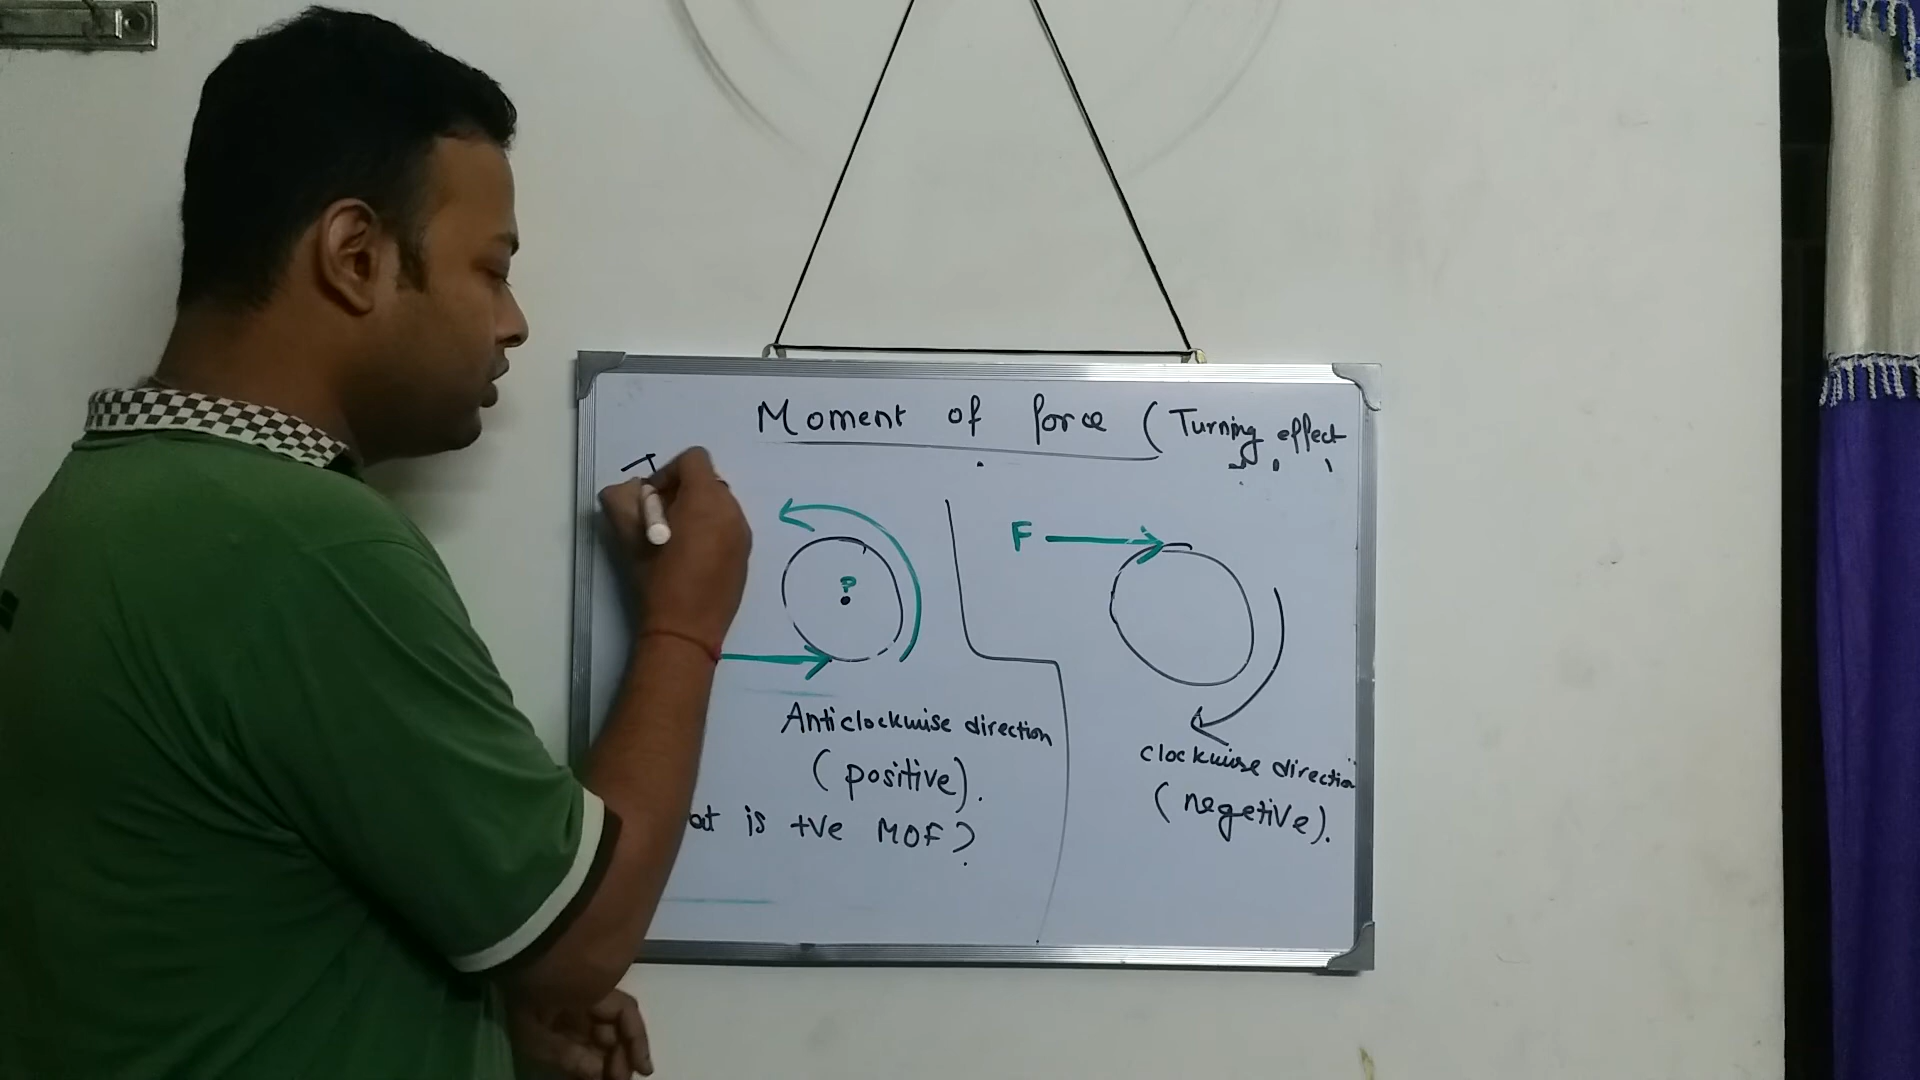 Moment of force (Turning effect
F
?
Anticlockwise direction
(positive).
clockwise direction
(negetive).
at is +ve MOF?